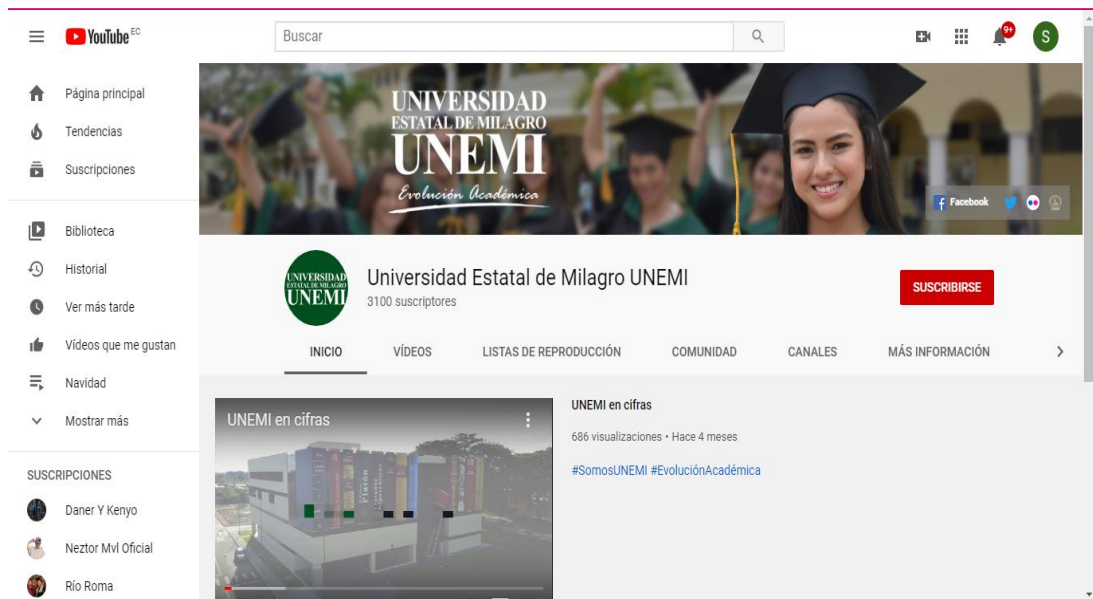 YouTube EC
Buscar
9+
S
Página principal
Tendencias
Suscripciones
Biblioteca
Historial
Ver más tarde
Vídeos que me gustan
Navidad
Mostrar más
SUSCRIPCIONES
Daner Y Kenyo
Neztor Mvl Oficial
Río Roma
UNIVERSIDAD
ESTATAL DE MILAGRO
UNEMI
Evolución Académica
Facebook
UNIVERSIDAD
ESTATAL DE MILAGRO
UNEMI
Universidad Estatal de Milagro UNEMI
3100 suscriptores
SUSCRIBIRSE
INICIO VÍDEOS LISTAS DE REPRODUCCIÓN COMUNIDAD CANALES MÁS INFORMACIÓN
UNEMI en cifras
Platón
UNEMI en cifras
686 visualizaciones • Hace 4 meses
#SomosUNEMI #EvoluciónAcadémica